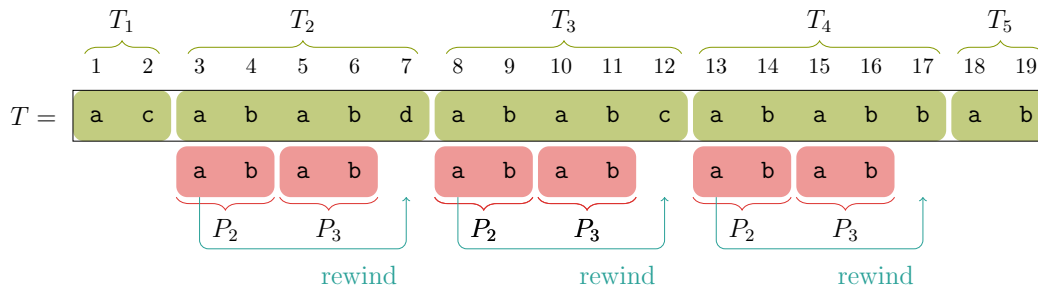 T₁ T₂ T₃ T₄ T₅
1 2 3 4 5 6 7 8 9 10 11 12 13 14 15 16 17 18 19
T = a c a b a b d a b a b c a b a b b a b
a b a b a b a b a b a b
P₂ P₃ P₂ P₃ P₂ P₃
rewind rewind rewind